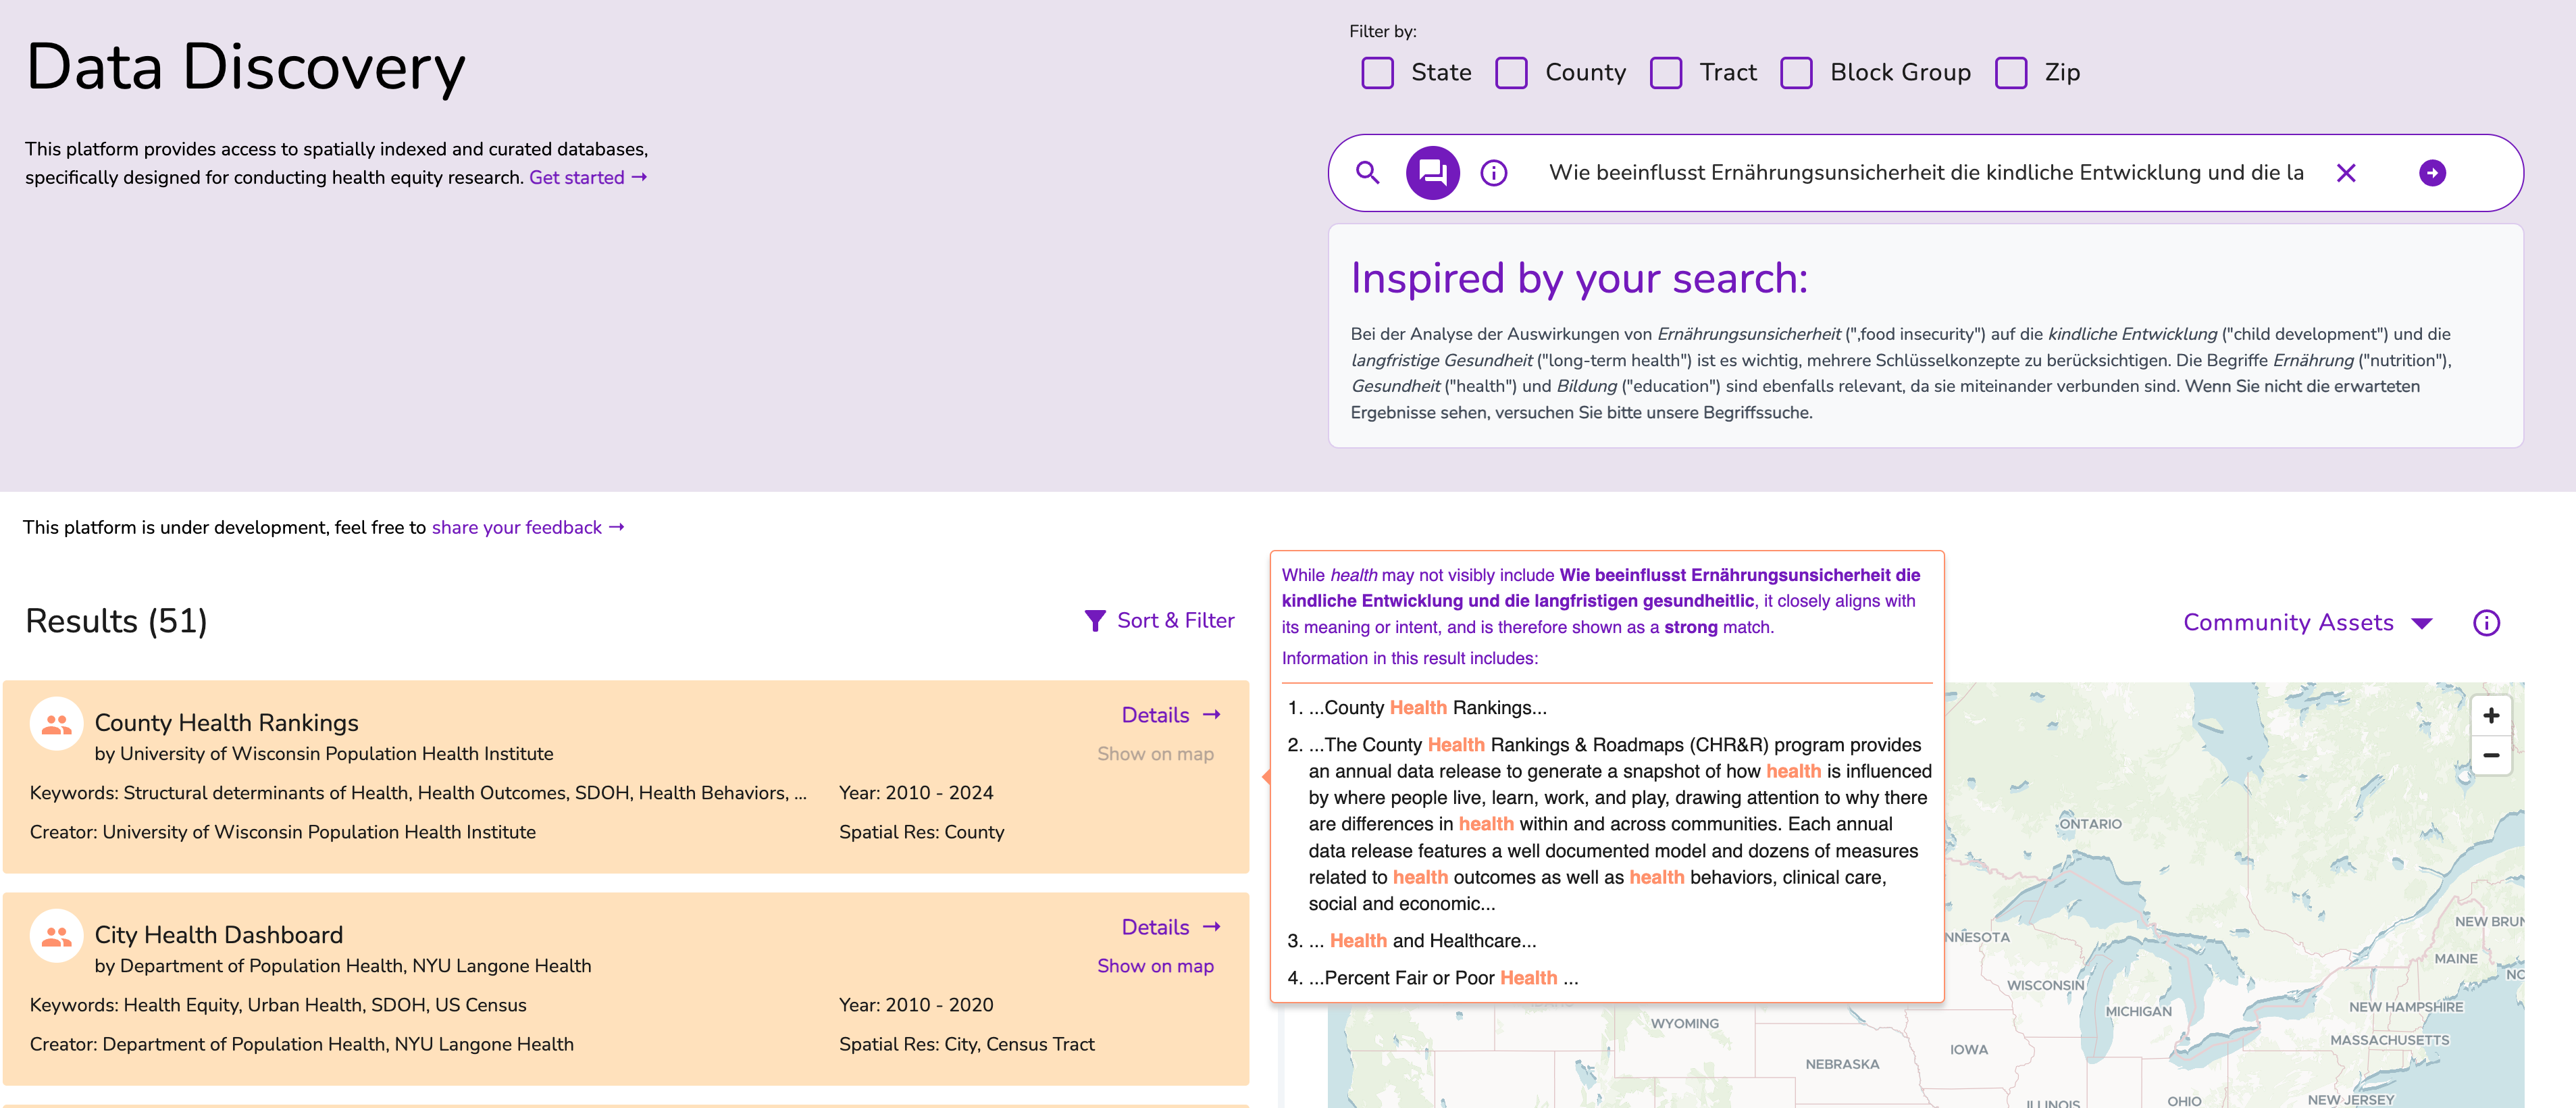 Data Discovery
This platform provides access to spatially indexed and curated databases,
specifically designed for conducting health equity research. Get started →
Filter by:
State County Tract Block Group Zip
Wie beeinflusst Ernährungsunsicherheit die kindliche Entwicklung und die la
Inspired by your search:
Bei der Analyse der Auswirkungen von Ernährungsunsicherheit (",food insecurity") auf die kindliche Entwicklung ("child development") und die
langfristige Gesundheit ("long-term health") ist es wichtig, mehrere Schlüsselkonzepte zu berücksichtigen. Die Begriffe Ernährung ("nutrition"),
Gesundheit ("health") und Bildung ("education") sind ebenfalls relevant, da sie miteinander verbunden sind. Wenn Sie nicht die erwarteten
Ergebnisse sehen, versuchen Sie bitte unsere Begriffssuche.
This platform is under development, feel free to share your feedback →
Results (51)
Sort & Filter
County Health Rankings
by University of Wisconsin Population Health Institute
Details →
Show on map
Keywords: Structural determinants of Health, Health Outcomes, SDOH, Health Behaviors, ...
Year: 2010 - 2024
Creator: University of Wisconsin Population Health Institute
Spatial Res: County
City Health Dashboard
by Department of Population Health, NYU Langone Health
Details →
Show on map
Keywords: Health Equity, Urban Health, SDOH, US Census
Year: 2010 - 2020
Creator: Department of Population Health, NYU Langone Health
Spatial Res: City, Census Tract
While health may not visibly include Wie beeinflusst Ernährungsunsicherheit die
kindliche Entwicklung und die langfristigen gesundheitlic, it closely aligns with
its meaning or intent, and is therefore shown as a strong match.
Information in this result includes:
1. ...County Health Rankings...
2. ...The County Health Rankings & Roadmaps (CHR&R) program provides
an annual data release to generate a snapshot of how health is influenced
by where people live, learn, work, and play, drawing attention to why there
are differences in health within and across communities. Each annual
data release features a well documented model and dozens of measures
related to health outcomes as well as health behaviors, clinical care,
social and economic...
3. ... Health and Healthcare...
4. ...Percent Fair or Poor Health ...
Community Assets
+
−
ONTARIO
NEW BRUN
NNESOTA
MAINE
NO
WISCONSIN
MICHIGAN
NEW HAMPSHIRE
WYOMING
MASSACHUSETTS
IOWA
NEBRASKA
ILLINOIS
OHIO
NEW JERSEY